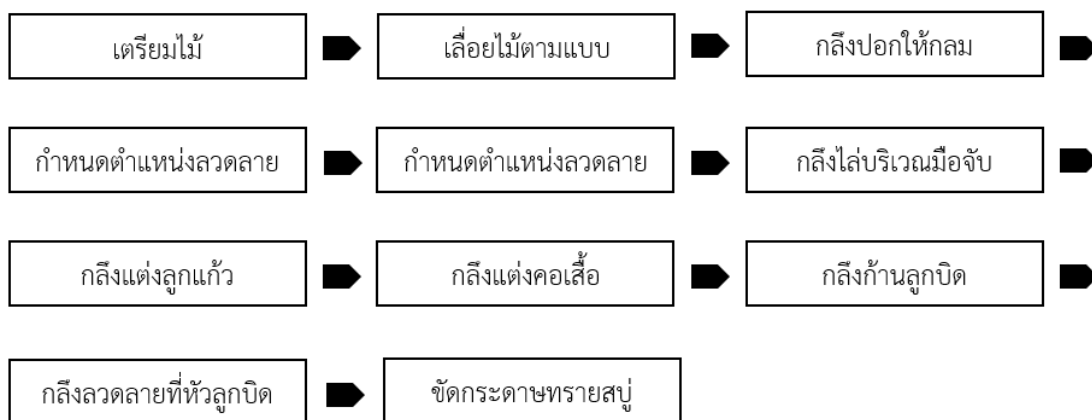 เตรียมไม้
เลื่อยไม้ตามแบบ
กลึงปอกให้กลม
กำหนดตำแหน่งลวดลาย
กำหนดตำแหน่งลวดลาย
กลึงไล่บริเวณมือจับ
กลึงแต่งลูกแก้ว
กลึงแต่งคอเสื้อ
กลึงก้านลูกบิด
กลึงลวดลายที่หัวลูกบิด
ขัดกระดาษทรายสบู่